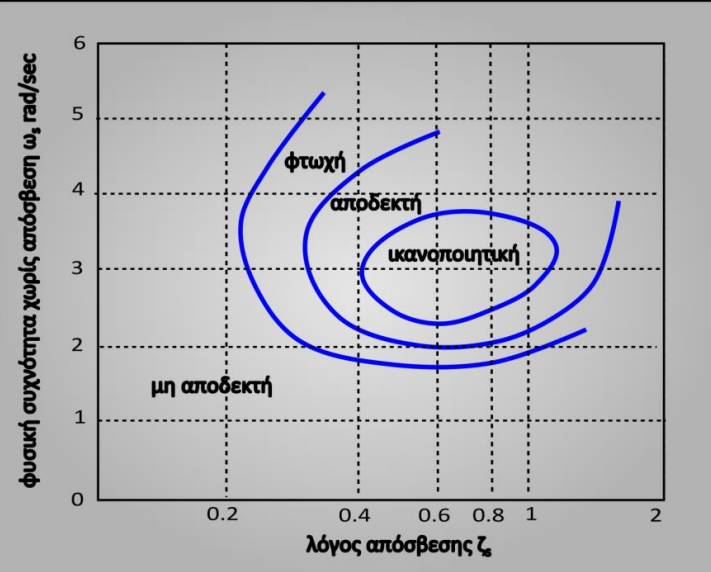 φυσική συχνότητα χωρίς απόσβεση ωs rad/sec
6
5
4
3
2
1
0
φτωχή
αποδεκτή
ικανοποιητική
μη αποδεκτή
0.2 0.4 0.6 0.8 1 2
λόγος απόσβεσης ζs